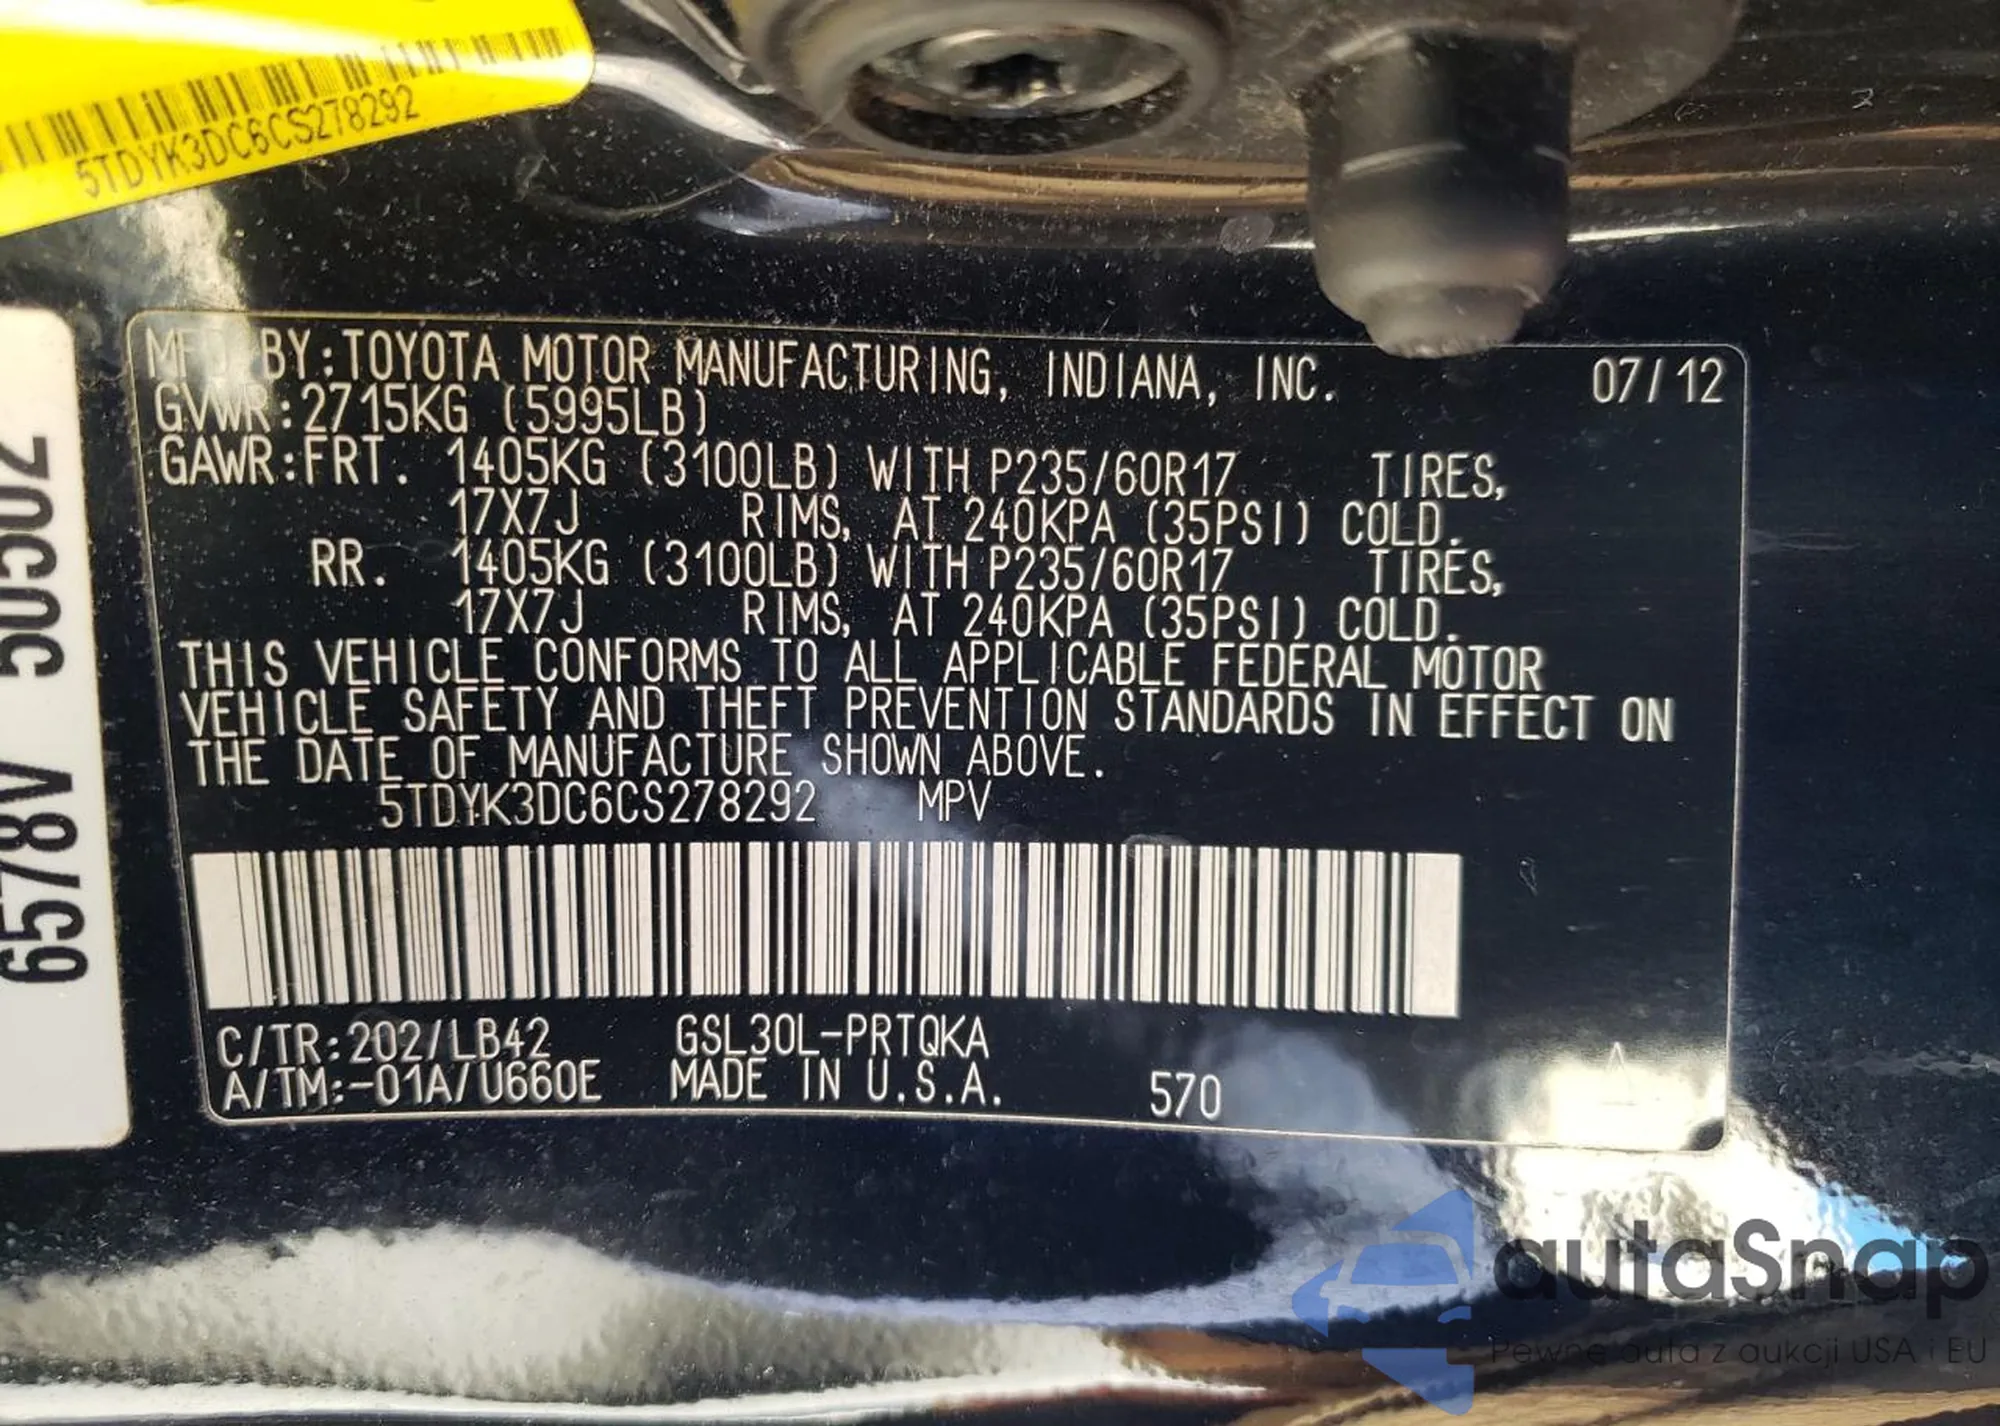 5TDYK3DC6CS278292
6578V 50502
MFD BY:TOYOTA MOTOR MANUFACTURING, INDIANA, INC. 07/12
GVWR:2715KG (5995LB)
GAWR:FRT. 1405KG (3100LB) WITH P235/60R17 TIRES,
17X7J RIMS, AT 240KPA (35PSI) COLD.
RR. 1405KG (3100LB) WITH P235/60R17 TIRES,
17X7J RIMS, AT 240KPA (35PSI) COLD.
THIS VEHICLE CONFORMS TO ALL APPLICABLE FEDERAL MOTOR
VEHICLE SAFETY AND THEFT PREVENTION STANDARDS IN EFFECT ON
THE DATE OF MANUFACTURE SHOWN ABOVE.
5TDYK3DC6CS278292 MPV
C/TR:202/LB42 GSL30L-PRTQKA
A/TM:-01A/U660E MADE IN U.S.A. 570
autaSnap
Pewne auta z aukcji USA i EU